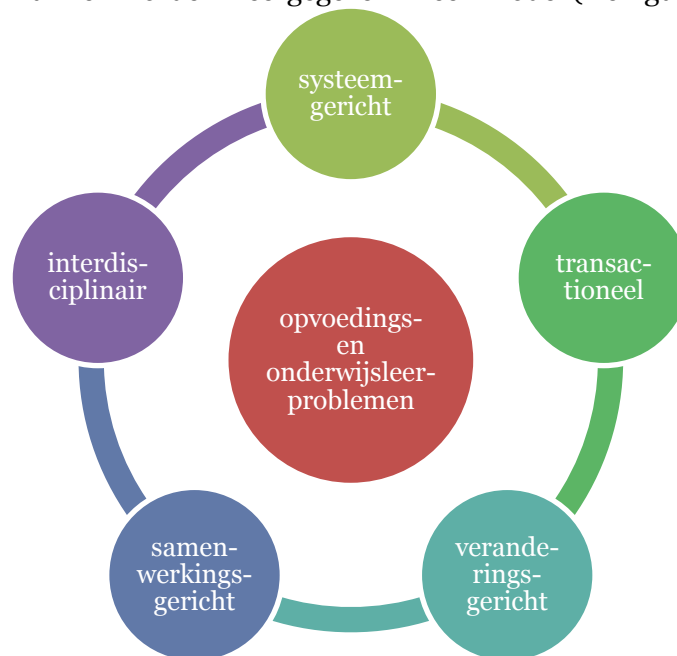 systeem-
gericht
transac-
tioneel
verande-
rings-
gericht
samen-
werkings-
gericht
interdis-
ciplinair
opvoedings-
en
onderwijsleer-
problemen